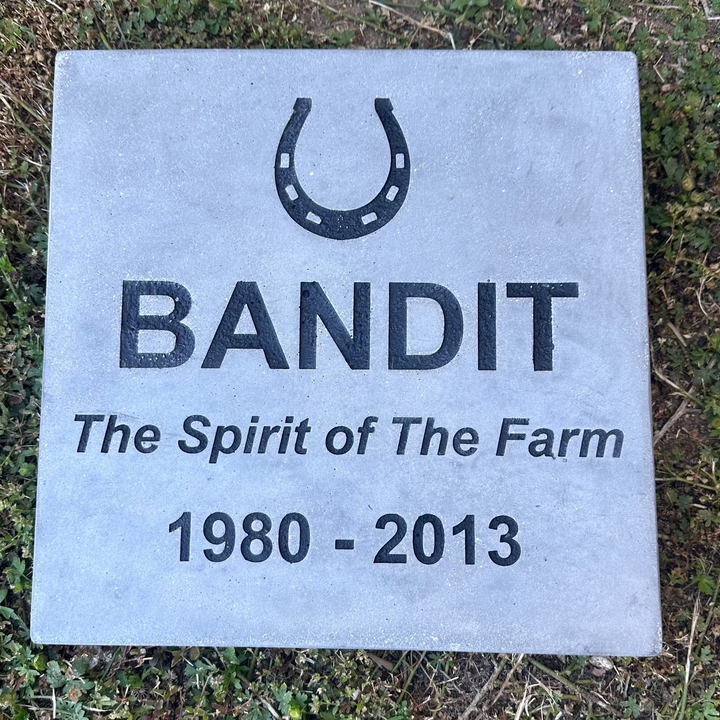 BANDIT
The Spirit of The Farm
1980 - 2013